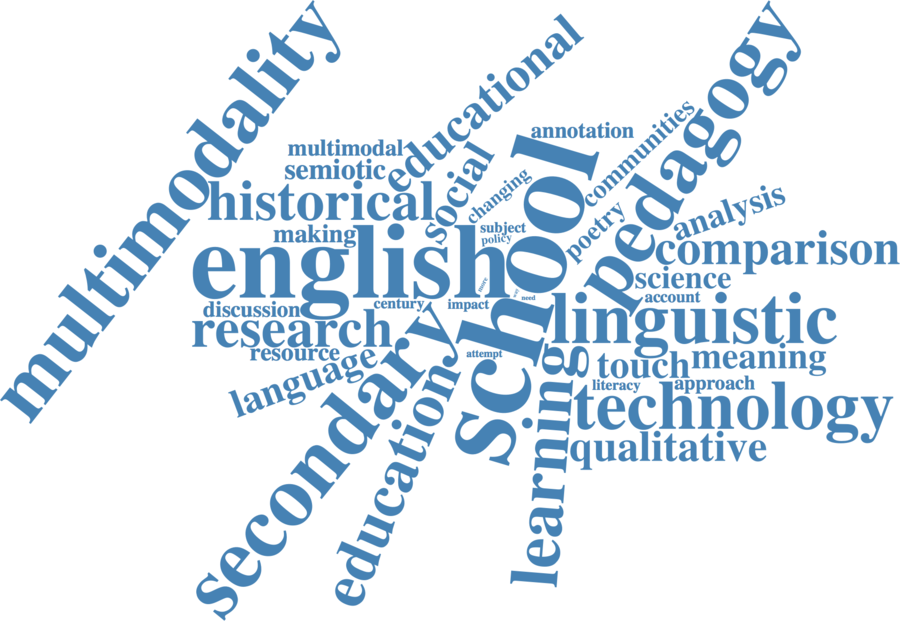 multimodality
educational
pedagogy
school
annotation
communities
multimodal
semiotic
social
changing
historical
poetry
analysis
making
subject
policy
comparison
english
science
more
way
need
account
discussion
century
impact
linguistic
research
resource
attempt
touch
meaning
language
literacy
approach
secondary
education
learning
technology
qualitative